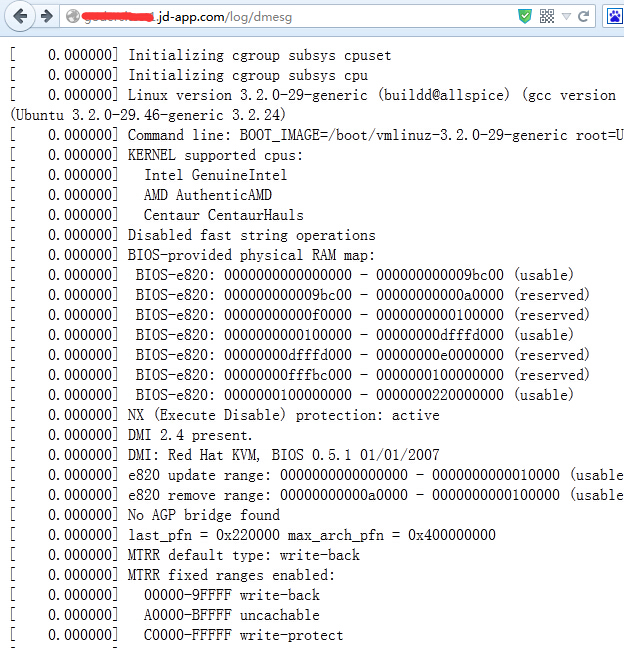 .jd-app.com/log/dmesg
[    0.000000] Initializing cgroup subsys cpuset
[    0.000000] Initializing cgroup subsys cpu
[    0.000000] Linux version 3.2.0-29-generic (buildd@allspice) (gcc version
(Ubuntu 3.2.0-29.46-generic 3.2.24)
[    0.000000] Command line: BOOT_IMAGE=/boot/vmlinuz-3.2.0-29-generic root=U
[    0.000000] KERNEL supported cpus:
[    0.000000]   Intel GenuineIntel
[    0.000000]   AMD AuthenticAMD
[    0.000000]   Centaur CentaurHauls
[    0.000000] Disabled fast string operations
[    0.000000] BIOS-provided physical RAM map:
[    0.000000]  BIOS-e820: 0000000000000000 - 000000000009bc00 (usable)
[    0.000000]  BIOS-e820: 000000000009bc00 - 00000000000a0000 (reserved)
[    0.000000]  BIOS-e820: 00000000000f0000 - 0000000000100000 (reserved)
[    0.000000]  BIOS-e820: 0000000000100000 - 00000000dfffd000 (usable)
[    0.000000]  BIOS-e820: 00000000dfffd000 - 00000000e0000000 (reserved)
[    0.000000]  BIOS-e820: 00000000fffbc000 - 0000000100000000 (reserved)
[    0.000000]  BIOS-e820: 0000000100000000 - 0000000220000000 (usable)
[    0.000000] NX (Execute Disable) protection: active
[    0.000000] DMI 2.4 present.
[    0.000000] DMI: Red Hat KVM, BIOS 0.5.1 01/01/2007
[    0.000000] e820 update range: 0000000000000000 - 0000000000010000 (usable
[    0.000000] e820 remove range: 00000000000a0000 - 0000000000100000 (usable
[    0.000000] No AGP bridge found
[    0.000000] last_pfn = 0x220000 max_arch_pfn = 0x400000000
[    0.000000] MTRR default type: write-back
[    0.000000] MTRR fixed ranges enabled:
[    0.000000]   00000-9FFFF write-back
[    0.000000]   A0000-BFFFF uncachable
[    0.000000]   C0000-FFFFF write-protect